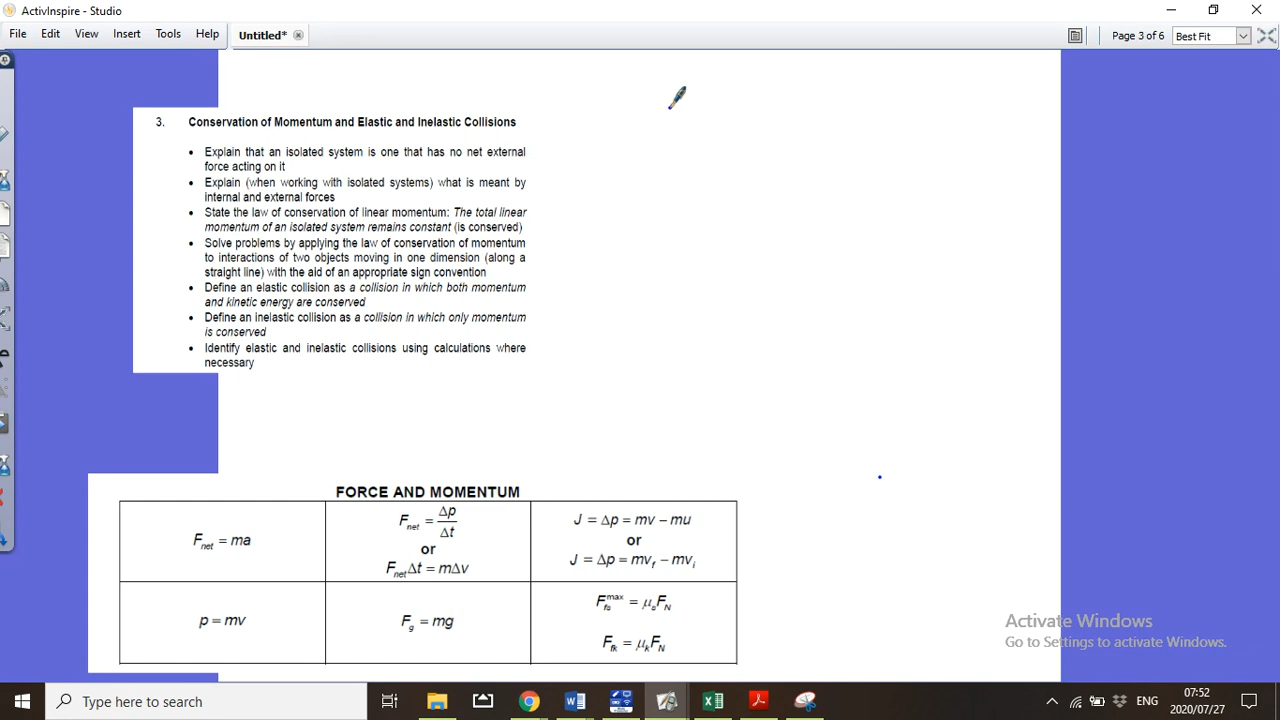 ActivInspire - Studio
File Edit View Insert Tools Help Untitled* Page 3 of 6 Best Fit
3. Conservation of Momentum and Elastic and Inelastic Collisions
• Explain that an isolated system is one that has no net external
force acting on it
• Explain (when working with isolated systems) what is meant by
internal and external forces
• State the law of conservation of linear momentum: The total linear
momentum of an isolated system remains constant (is conserved)
• Solve problems by applying the law of conservation of momentum
to interactions of two objects moving in one dimension (along a
straight line) with the aid of an appropriate sign convention
• Define an elastic collision as a collision in which both momentum
and kinetic energy are conserved
• Define an inelastic collision as a collision in which only momentum
is conserved
• Identify elastic and inelastic collisions using calculations where
necessary
FORCE AND MOMENTUM
F_net = ma
F_net = Δp/Δt
or
F_net Δt = mΔv
J = Δp = mv – mu
or
J = Δp = mv_f – mv_i
p = mv
F_g = mg
F_fs^max = μ_s F_N
F_fk = μ_k F_N
Activate Windows
Go to Settings to activate Windows.
Type here to search
ENG
07:52
2020/07/27